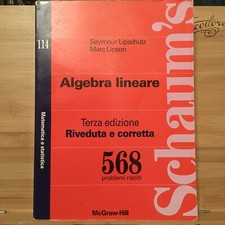 114
Matematica e statistica
Seymour Lipschutz
Marc Lipson
Algebra lineare
Terza edizione
Riveduta e corretta
568
problemi risolti
McGraw-Hill
Schaum's